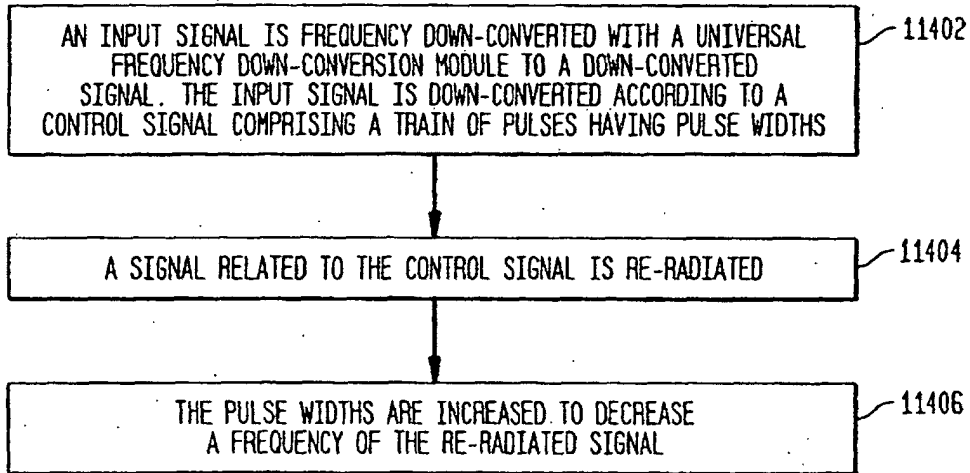 AN INPUT SIGNAL IS FREQUENCY DOWN-CONVERTED WITH A UNIVERSAL
FREQUENCY DOWN-CONVERSION MODULE TO A DOWN-CONVERTED
SIGNAL. THE INPUT SIGNAL IS DOWN-CONVERTED ACCORDING TO A
CONTROL SIGNAL COMPRISING A TRAIN OF PULSES HAVING PULSE WIDTHS
11402
A SIGNAL RELATED TO THE CONTROL SIGNAL IS RE-RADIATED
11404
THE PULSE WIDTHS ARE INCREASED TO DECREASE
A FREQUENCY OF THE RE-RADIATED SIGNAL
11406